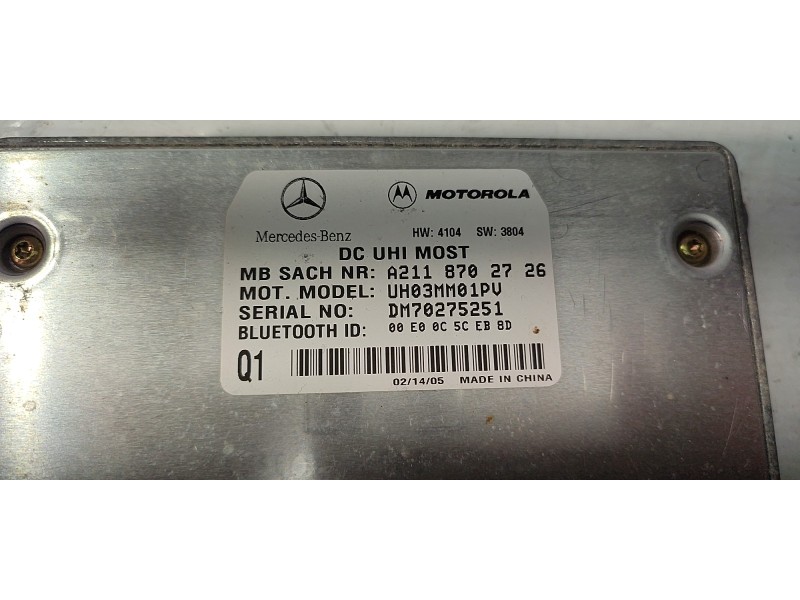 MOTOROLA
Mercedes-Benz
HW: 4104 SW: 3804
DC UHI MOST
MB SACH NR: A211 870 27 26
MOT. MODEL: UH03MM01PV
SERIAL NO: DM70275251
BLUETOOTH ID: 00 E0 0C 5C EB 8D
Q1
02/14/05 MADE IN CHINA